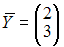 Y̅ = (2
3)